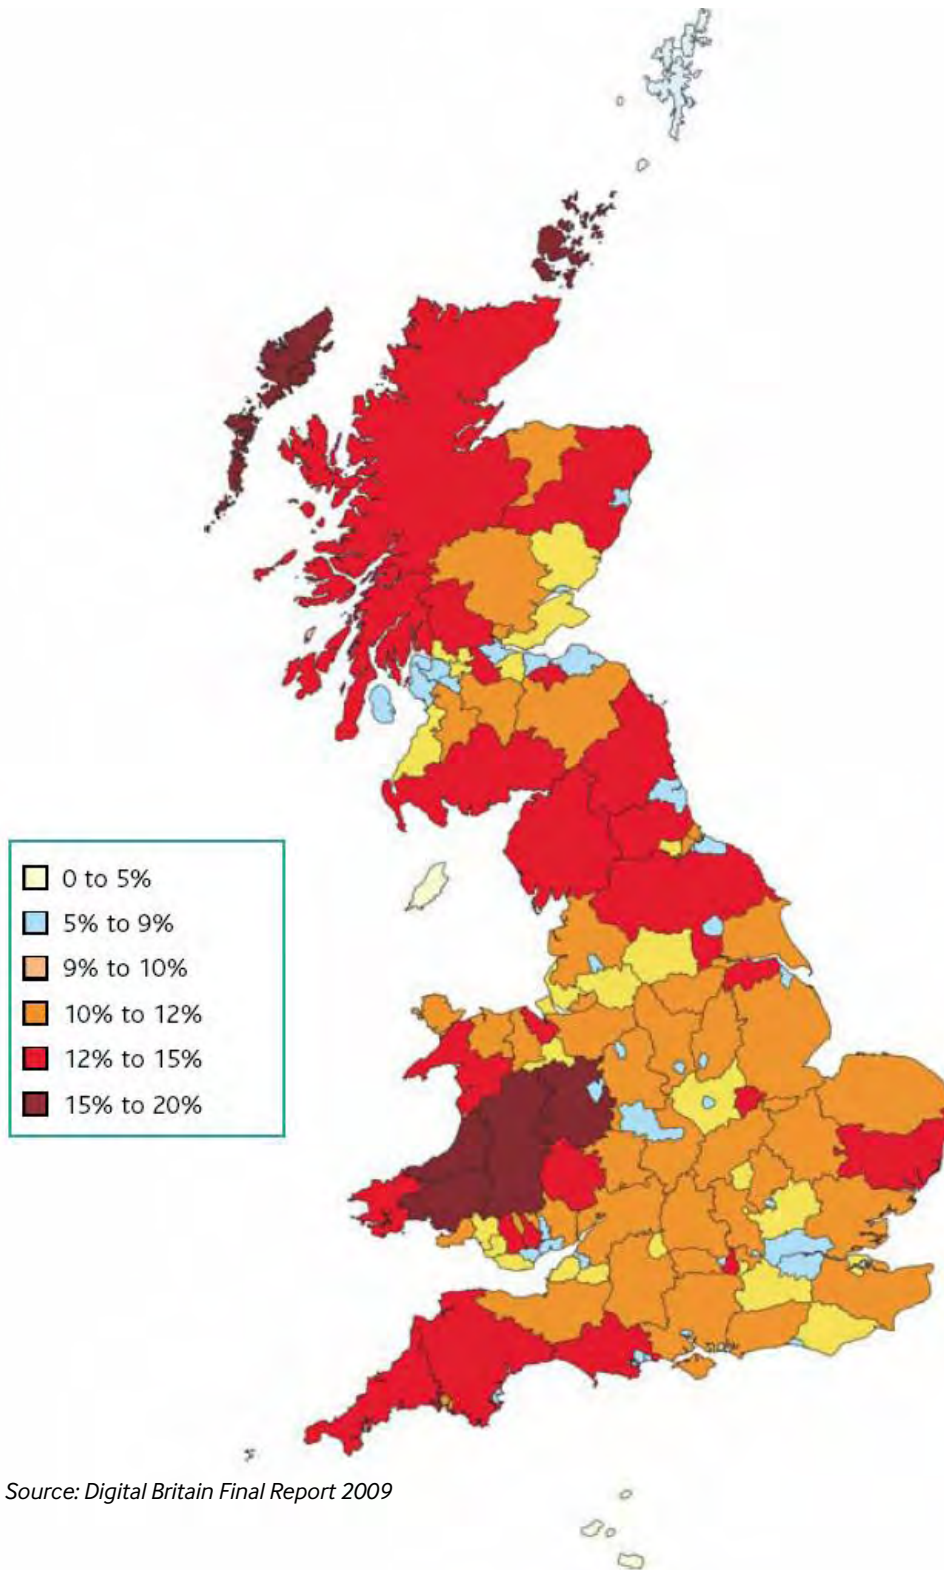 0 to 5%
5% to 9%
9% to 10%
10% to 12%
12% to 15%
15% to 20%
Source: Digital Britain Final Report 2009